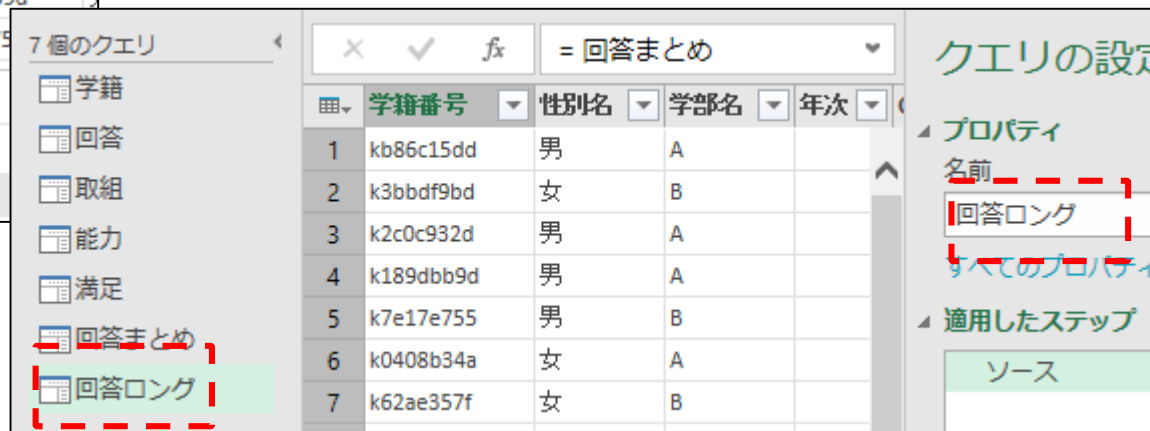 7 個のクエリ
学籍
回答
取組
能力
満足
回答まとめ
回答ロング
fx = 回答まとめ
学籍番号 性別名 学部名 年次
1 kb86c15dd 男 A
2 k3bbdf9bd 女 B
3 k2c0c932d 男 A
4 k189dbb9d 男 A
5 k7e17e755 男 B
6 k0408b34a 女 A
7 k62ae357f 女 B
クエリの設定
プロパティ
名前
回答ロング
すべてのプロパティ
適用したステップ
ソース